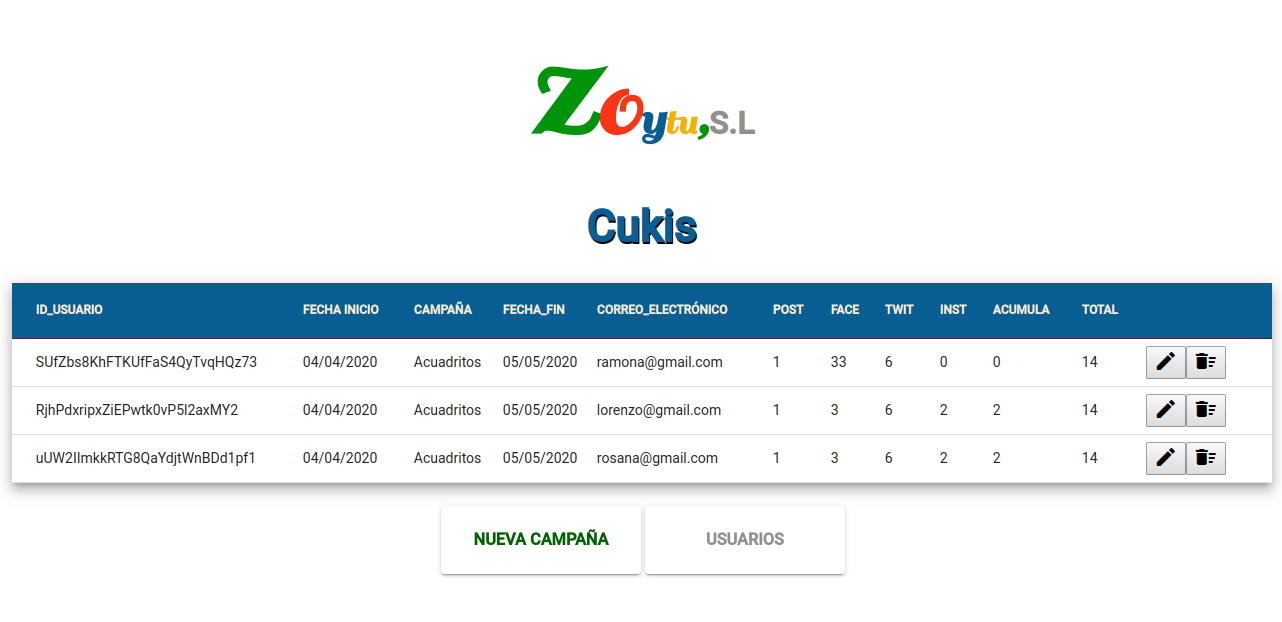 Zoytu,S.L
Cukis
ID_USUARIO FECHA INICIO CAMPAÑA FECHA_FIN CORREO_ELECTRÓNICO POST FACE TWIT INST ACUMULA TOTAL
SUfZbs8KhFTKUfFaS4QyTvqHQz73 04/04/2020 Acuadritos 05/05/2020 ramona@gmail.com 1 33 6 0 0 14
RjhPdxripxZiEPwtk0vP5l2axMY2 04/04/2020 Acuadritos 05/05/2020 lorenzo@gmail.com 1 3 6 2 2 14
uUW2IlmkkRTG8QaYdjtWnBDd1pf1 04/04/2020 Acuadritos 05/05/2020 rosana@gmail.com 1 3 6 2 2 14
NUEVA CAMPAÑA USUARIOS